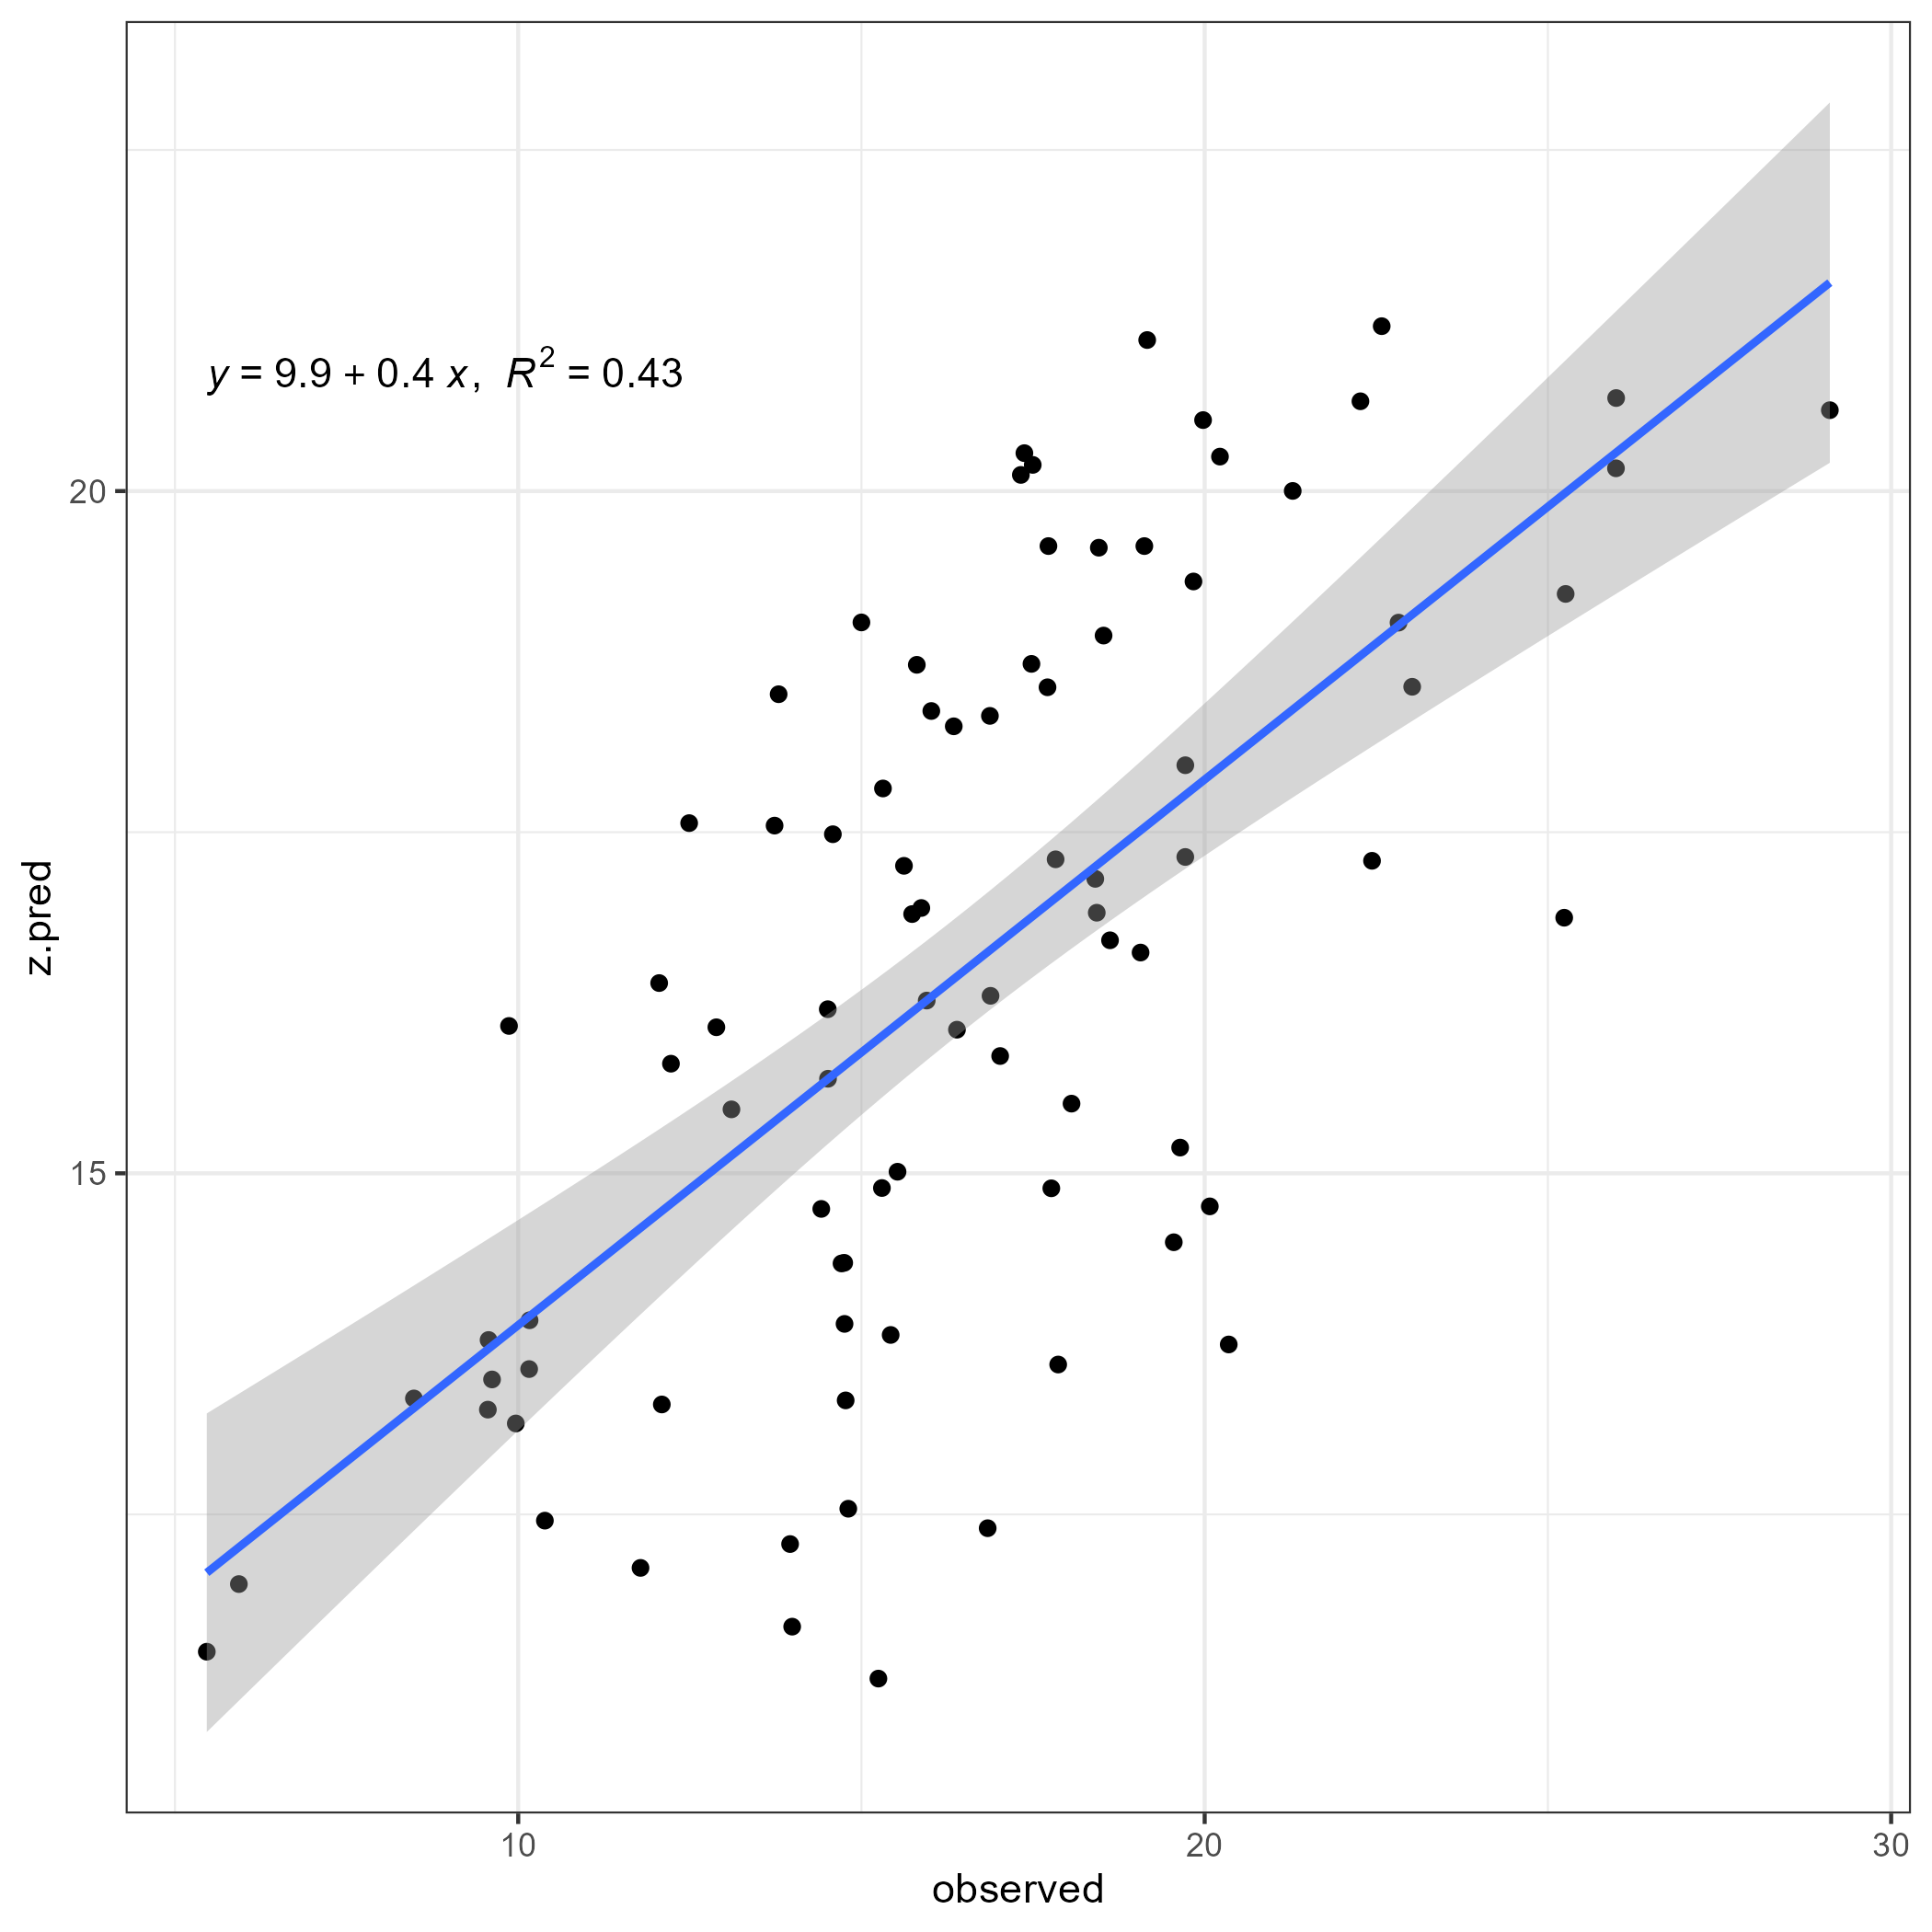 y = 9.9 + 0.4 x, R² = 0.43
20
15
z.pred
10 20 30
observed